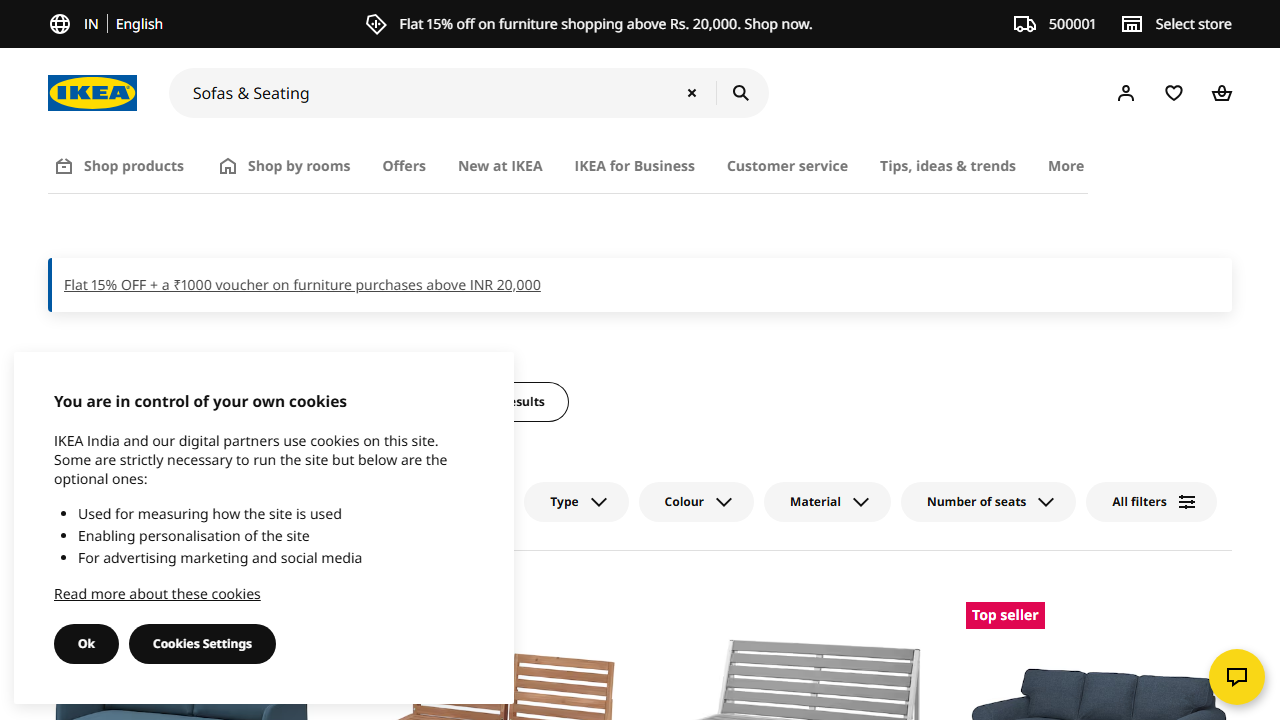 IN English
Flat 15% off on furniture shopping above Rs. 20,000. Shop now.
500001
Select store
IKEA
Sofas & Seating
Shop products
Shop by rooms
Offers
New at IKEA
IKEA for Business
Customer service
Tips, ideas & trends
More
Flat 15% OFF + a ₹1000 voucher on furniture purchases above INR 20,000
You are in control of your own cookies
IKEA India and our digital partners use cookies on this site.
Some are strictly necessary to run the site but below are the
optional ones:
Used for measuring how the site is used
Enabling personalisation of the site
For advertising marketing and social media
Read more about these cookies
Ok
Cookies Settings
Type
Colour
Material
Number of seats
All filters
Top seller